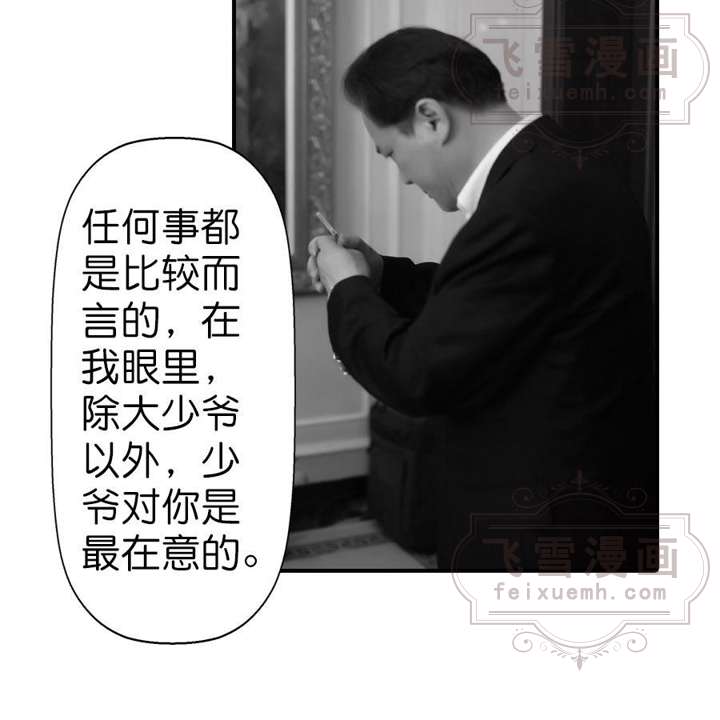 飞雪漫画
feixuemh.com
任何事都
是比较而
言的，在
我眼里，
除大少爷
以外，少
爷对你是
最在意的。
飞雪漫画
feixuemh.com